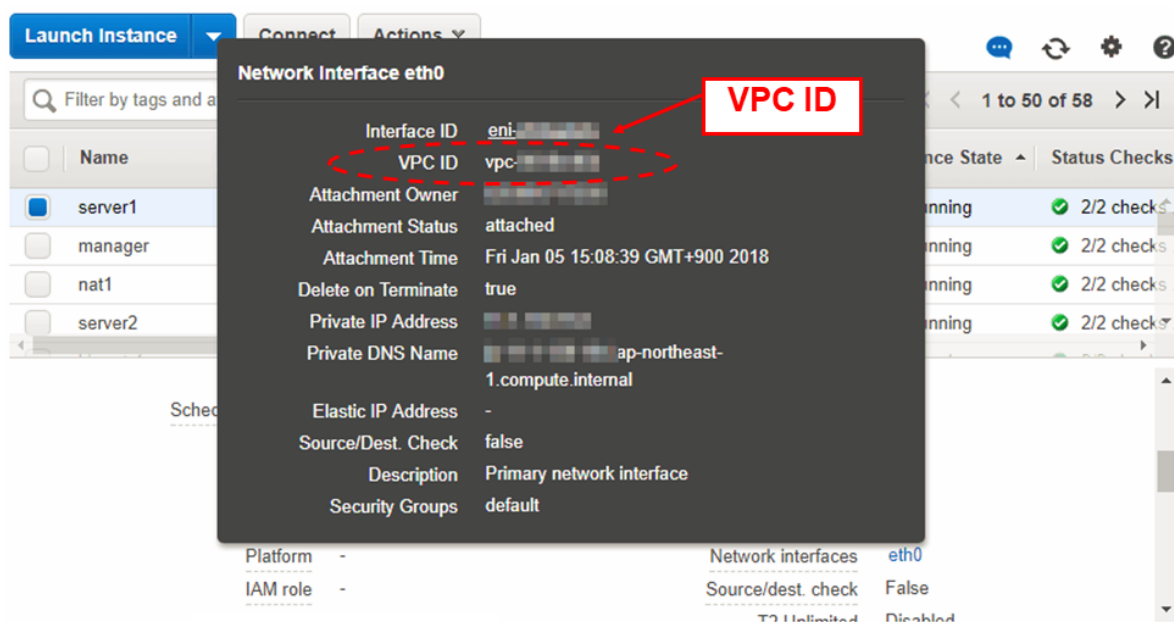 Launch Instance
Connect
Actions
Network Interface eth0
VPC ID
Filter by tags and a
1 to 50 of 58
Interface ID eni-
Name
VPC ID vpc-
nce State
Status Checks
Attachment Owner
server1
2/2 checks
Attachment Status attached
manager
2/2 checks
Attachment Time Fri Jan 05 15:08:39 GMT+900 2018
nat1
2/2 checks
Delete on Terminate true
server2
2/2 checks
Private IP Address
Private DNS Name ap-northeast-
1.compute.internal
Sched
Elastic IP Address -
Source/Dest. Check false
Description Primary network interface
Security Groups default
Platform -
Network interfaces eth0
IAM role -
Source/dest. check False
T2 Unlimited Disabled